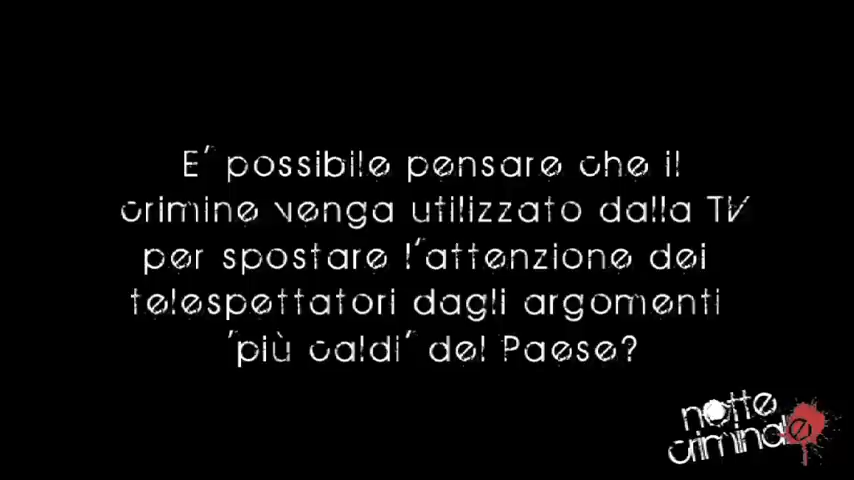 E' possibile pensare che il
crimine venga utilizzato dalla TV
per spostare l'attenzione dei
telespettatori dagli argomenti
"più caldi" del Paese?
notte
criminale